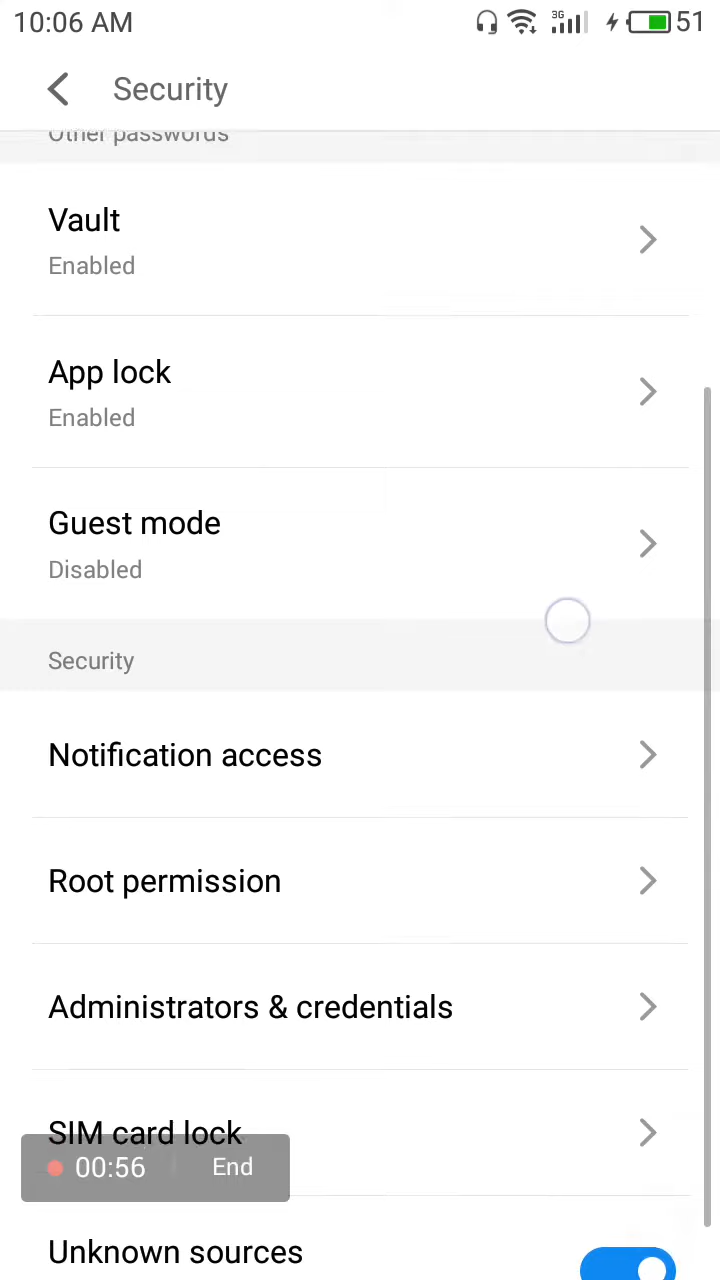 10:06 AM
3G
51
Security
Other passwords
Vault
Enabled
App lock
Enabled
Guest mode
Disabled
Security
Notification access
Root permission
Administrators & credentials
SIM card lock
00:56
End
Unknown sources